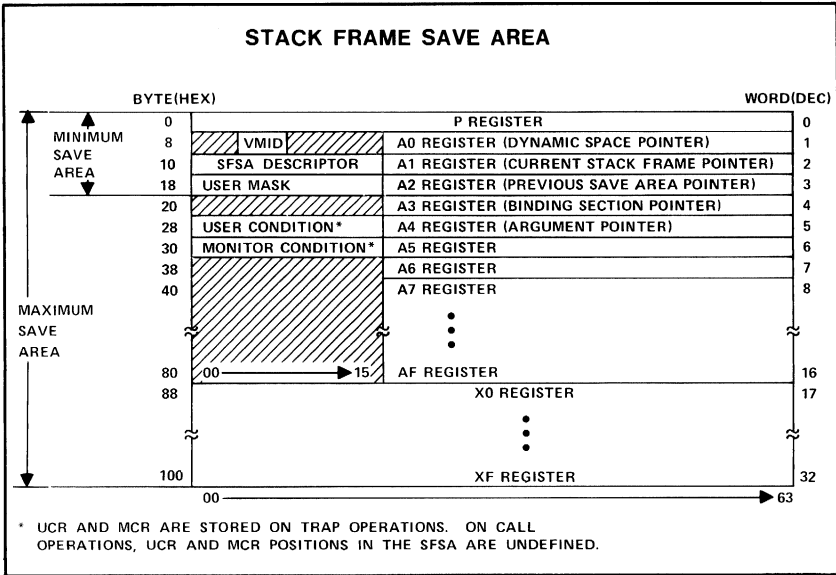 STACK FRAME SAVE AREA
BYTE(HEX) WORD(DEC)
0 P REGISTER 0
MINIMUM SAVE AREA
8 VMID A0 REGISTER (DYNAMIC SPACE POINTER) 1
10 SFSA DESCRIPTOR A1 REGISTER (CURRENT STACK FRAME POINTER) 2
18 USER MASK A2 REGISTER (PREVIOUS SAVE AREA POINTER) 3
20 A3 REGISTER (BINDING SECTION POINTER) 4
28 USER CONDITION* A4 REGISTER (ARGUMENT POINTER) 5
30 MONITOR CONDITION* A5 REGISTER 6
38 A6 REGISTER 7
40 A7 REGISTER 8
MAXIMUM
SAVE
AREA
80 00 15 AF REGISTER 16
88 X0 REGISTER 17
100 XF REGISTER 32
00 63
* UCR AND MCR ARE STORED ON TRAP OPERATIONS. ON CALL
OPERATIONS, UCR AND MCR POSITIONS IN THE SFSA ARE UNDEFINED.